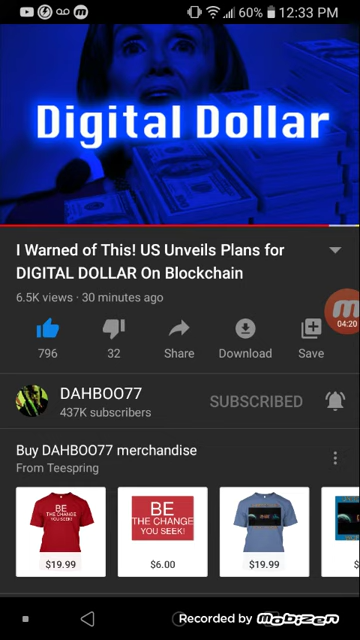 60% 12:33 PM
Digital Dollar
I Warned of This! US Unveils Plans for
DIGITAL DOLLAR On Blockchain
6.5K views · 30 minutes ago
04:20
796 32 Share Download Save
DAHBOO77 SUBSCRIBED
437K subscribers
Buy DAHBOO77 merchandise
From Teespring
BE
THE CHANGE
YOU SEEK!
BE
THE CHANGE
YOU SEEK!
$19.99 $6.00 $19.99 $
Recorded by Mobizen